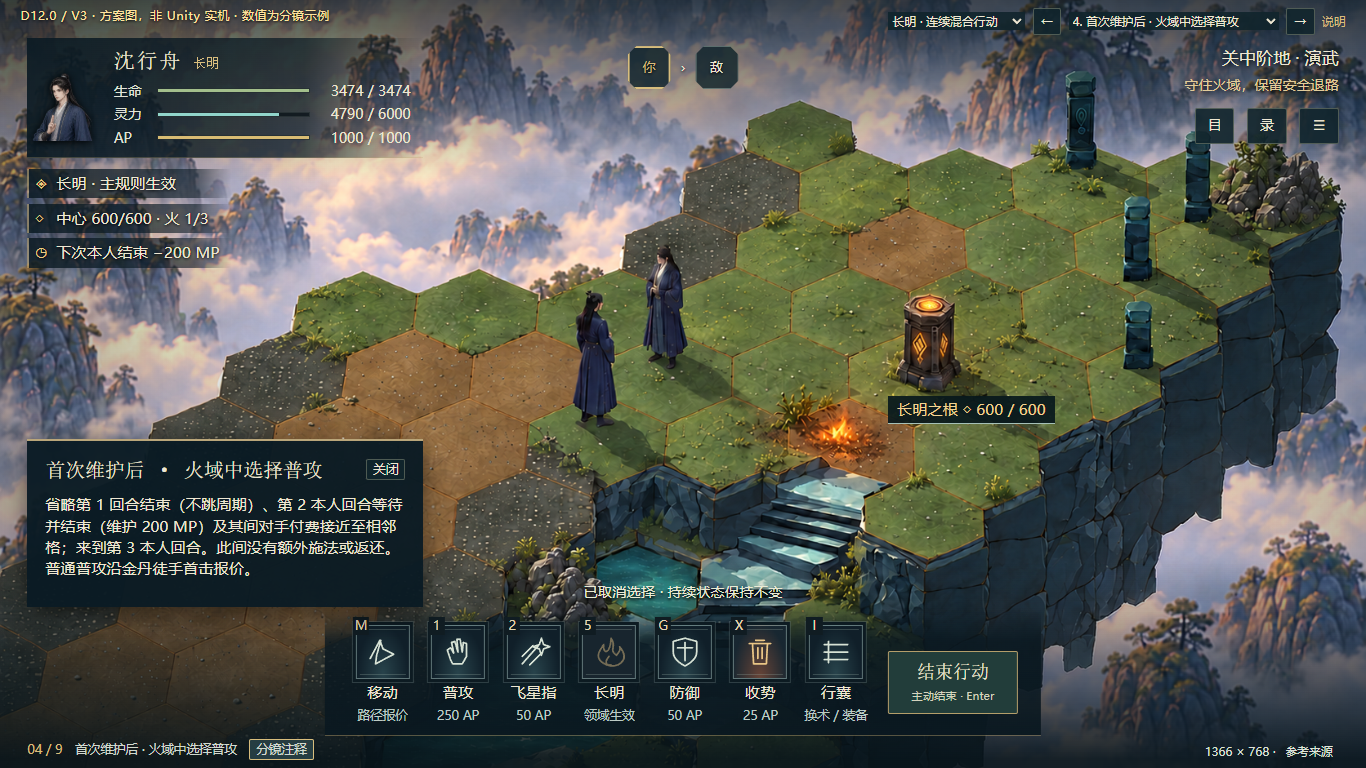 D12.0 / V3 · 方案图，非 Unity 实机 · 数值为分镜示例
长明 · 连续混合行动
←
4. 首次维护后 · 火域中选择普攻
→
说明
沈行舟 长明
生命 3474 / 3474
灵力 4790 / 6000
AP 1000 / 1000
你 › 敌
关中阶地 · 演武
守住火域，保留安全退路
目 录 ☰
长明 · 主规则生效
中心 600/600 · 火 1/3
下次本人结束 −200 MP
长明之根 ◇ 600 / 600
首次维护后 • 火域中选择普攻
关闭
省略第 1 回合结束（不跳周期）、第 2 本人回合等待
并结束（维护 200 MP）及其间对手付费接近至相邻
格；来到第 3 本人回合。此间没有额外施法或返还。
普通普攻沿金丹徒手首击报价。
已取消选择 · 持续状态保持不变
M 1 2 5 G X I
移动 普攻 飞星指 长明 防御 收势 行囊
路径报价 250 AP 50 AP 领域生效 50 AP 25 AP 换术 / 装备
结束行动
主动结束 · Enter
04 / 9 首次维护后 · 火域中选择普攻 分镜注释
1366 × 768 · 参考来源